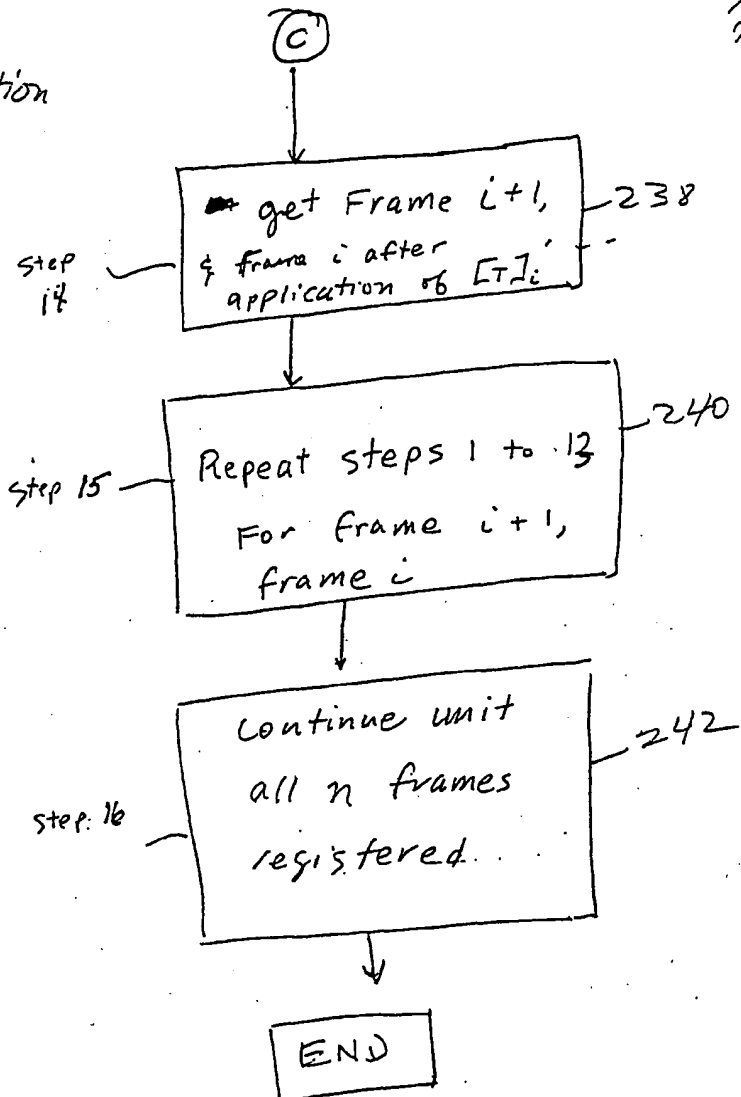 C
tion
get Frame i+1,
& frame i after
application of [T]i
238
step
14
Repeat steps 1 to 13
For frame i+1,
frame i
240
step 15
Continue unit
all n frames
registered.
242
step: 16
END